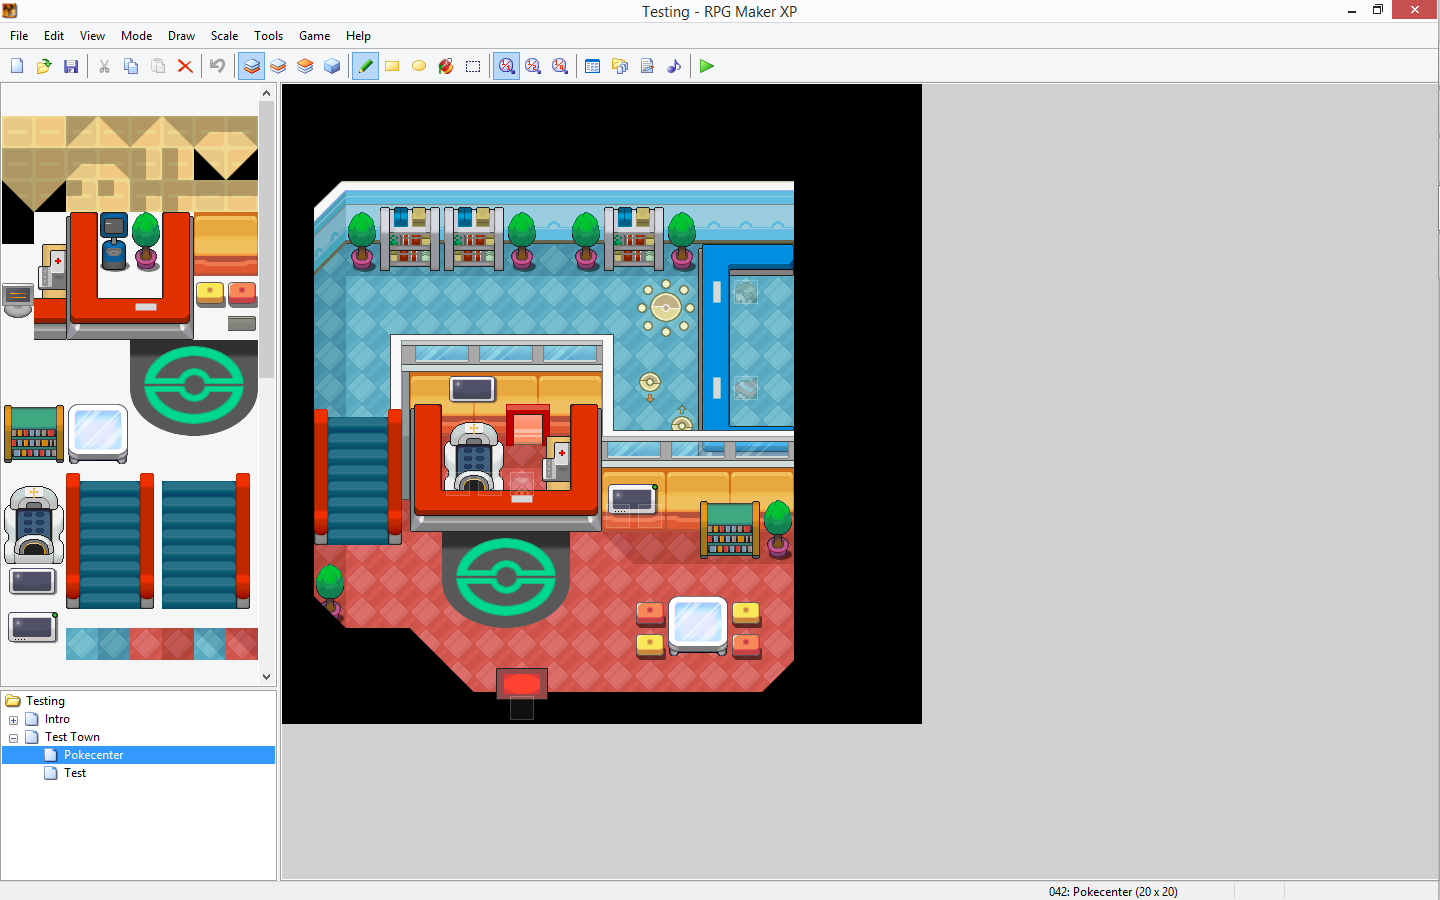 Testing - RPG Maker XP
File Edit View Mode Draw Scale Tools Game Help
Testing
Intro
Test Town
Pokecenter
Test
042: Pokecenter (20 x 20)